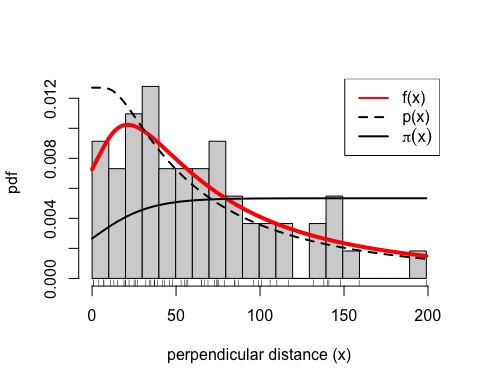 f(x)
p(x)
π(x)
pdf
0.012
0.008
0.004
0.000
0 50 100 150 200
perpendicular distance (x)